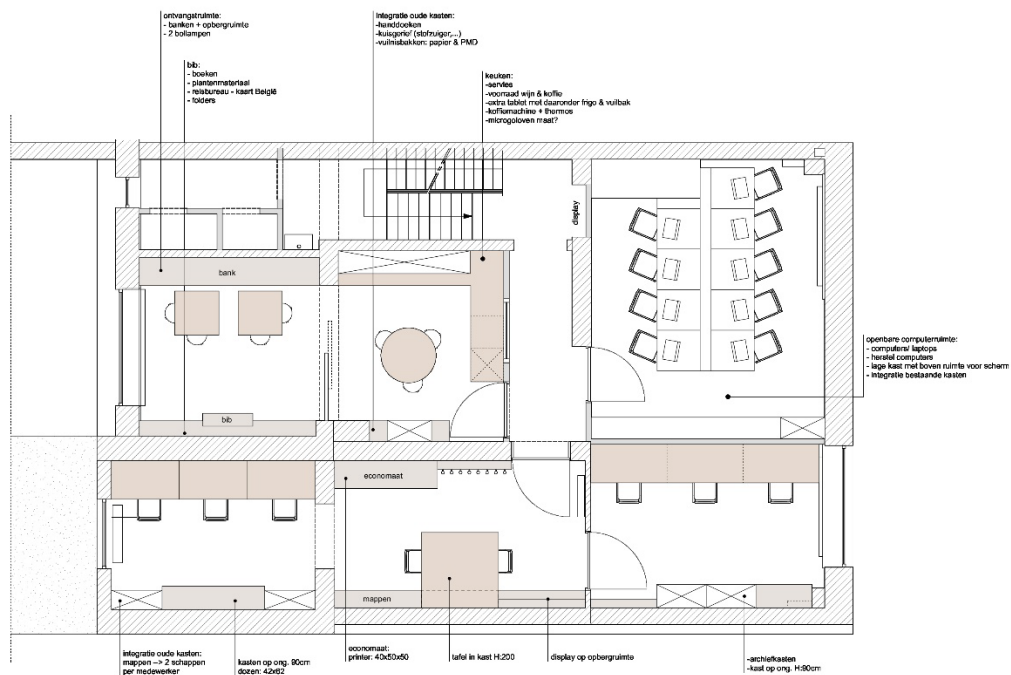 ontvangstruimte:
- banken + opbergruimte
- 2 bollampen
integratie oude kasten:
-handdoeken
-kuisgerief (stofzuiger,...)
-vuilnisbakken: papier & PMD
bib:
- boeken
- plantenmateriaal
- reisbureau - kaart België
- folders
keuken:
-servies
-voorraad wijn & koffie
-extra tablet met daaronder frigo & vuilbak
-koffiemachine + thermos
-microgolven maat?
display
bank
bib
openbare computerruimte:
- computers/ laptops
- herstel computers
- lage kast met boven ruimte voor scherm
- integratie bestaande kasten
economaat
mappen
integratie oude kasten:
mappen --> 2 schappen
per medewerker
kasten op ong. 90cm
dozen: 42x62
economaat:
printer: 40x50x50
tafel in kast H:200
display op opbergruimte
-archiefkasten
-kast op ong. H:90cm